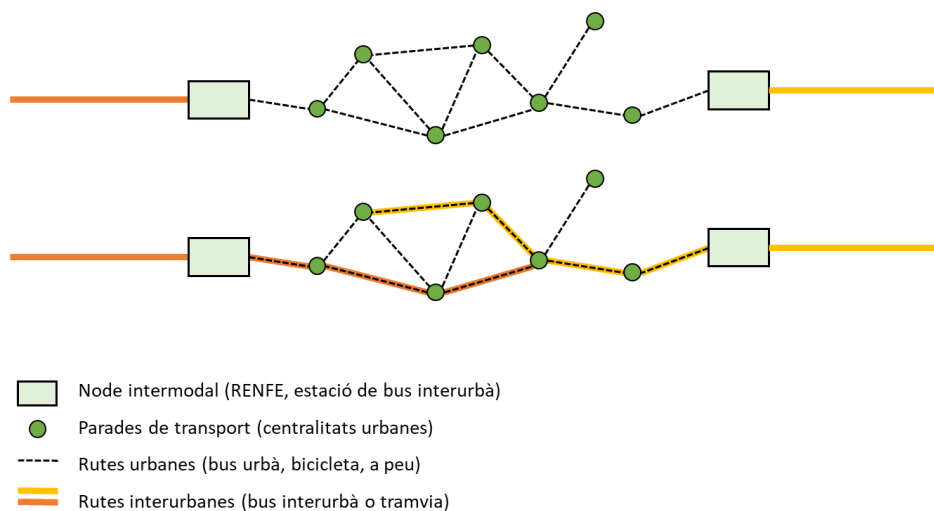 Node intermodal (RENFE, estació de bus interurbà)
Parades de transport (centralitats urbanes)
Rutes urbanes (bus urbà, bicicleta, a peu)
Rutes interurbanes (bus interurbà o tramvia)